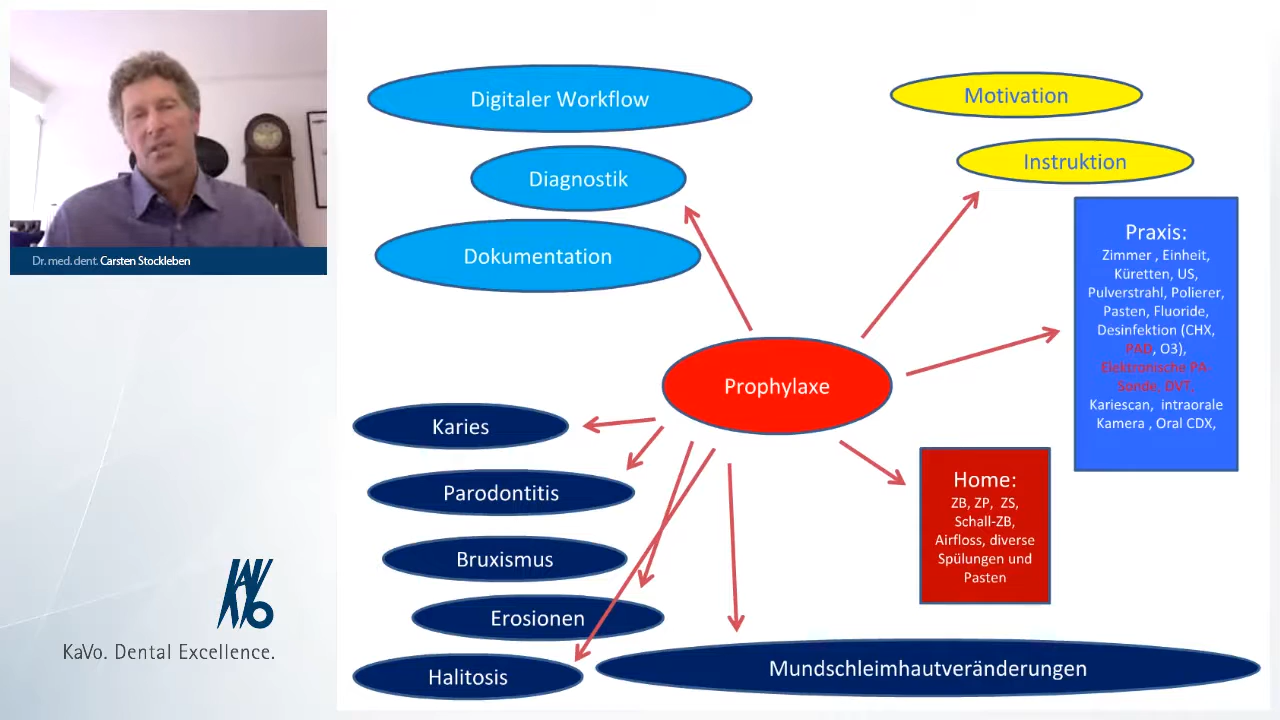 Dr. med. dent. Carsten Stockleben
KaVo
KaVo. Dental Excellence.
Digitaler Workflow
Diagnostik
Dokumentation
Motivation
Instruktion
Praxis:
Zimmer , Einheit,
Küretten, US,
Pulverstrahl, Polierer,
Pasten, Fluoride,
Desinfektion (CHX,
PAD, O3),
Elektronische PA-
Sonde, DVT,
Kariescan, intraorale
Kamera , Oral CDX,
Prophylaxe
Karies
Parodontitis
Bruxismus
Erosionen
Halitosis
Home:
ZB, ZP, ZS,
Schall-ZB,
Airfloss, diverse
Spülungen und
Pasten
Mundschleimhautveränderungen